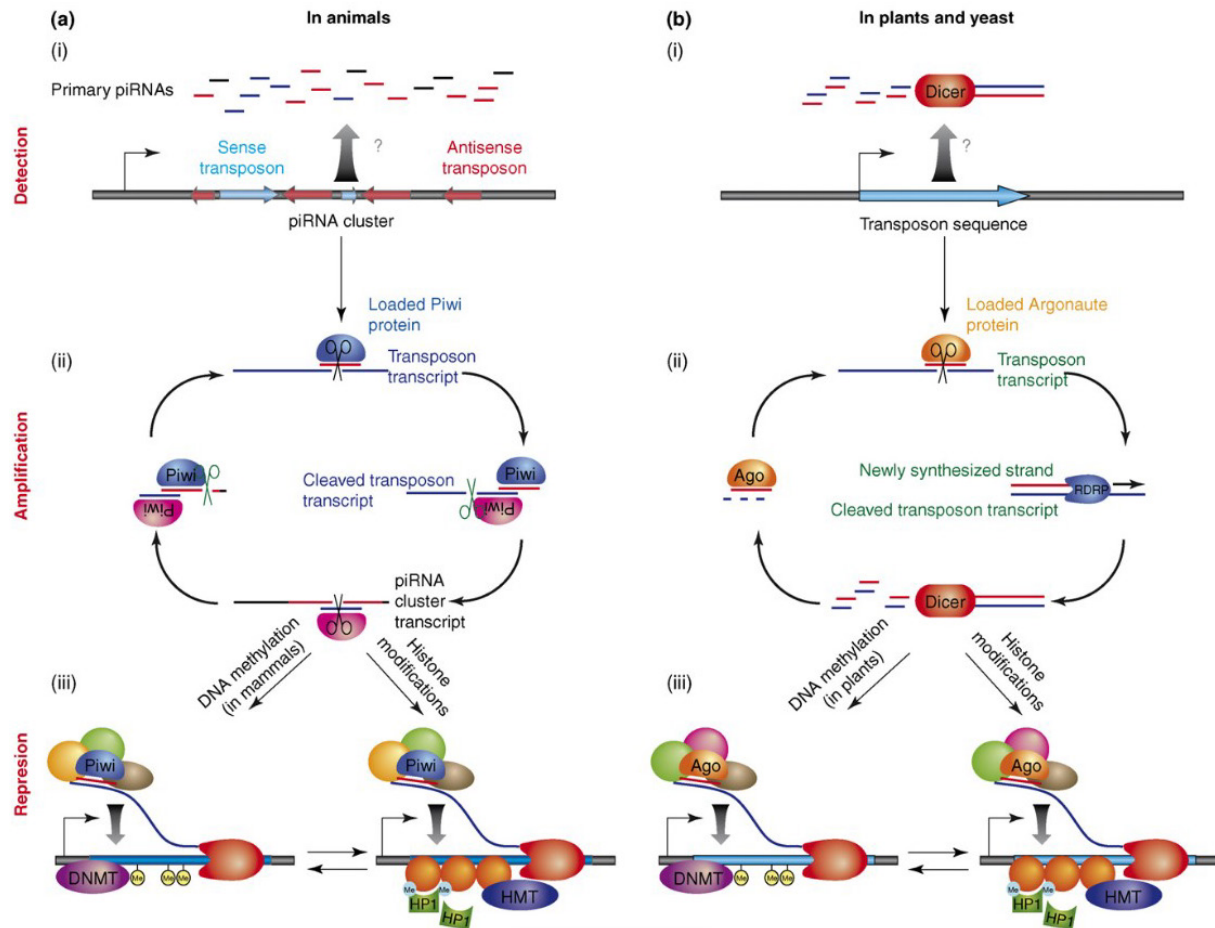 (a)
In animals
(i)
Primary piRNAs
?
Sense
transposon
Antisense
transposon
piRNA cluster
Detection
Loaded Piwi
protein
(ii)
Transposon
transcript
Piwi
Piwi
Cleaved transposon
transcript
Piwi
Piwi
Amplification
piRNA
cluster
transcript
DNA methylation
(in mammals)
Histone
modifications
(iii)
Piwi
DNMT
Me
Me
Me
Piwi
Me
Me
HP1
HP1
HMT
Represion
(b)
In plants and yeast
(i)
Dicer
?
Transposon sequence
Loaded Argonaute
protein
(ii)
Transposon
transcript
Ago
Newly synthesized strand
RDRP
Cleaved transposon transcript
Dicer
DNA methylation
(in plants)
Histone
modifications
(iii)
Ago
DNMT
Me
Me
Me
Ago
Me
Me
HP1
HP1
HMT